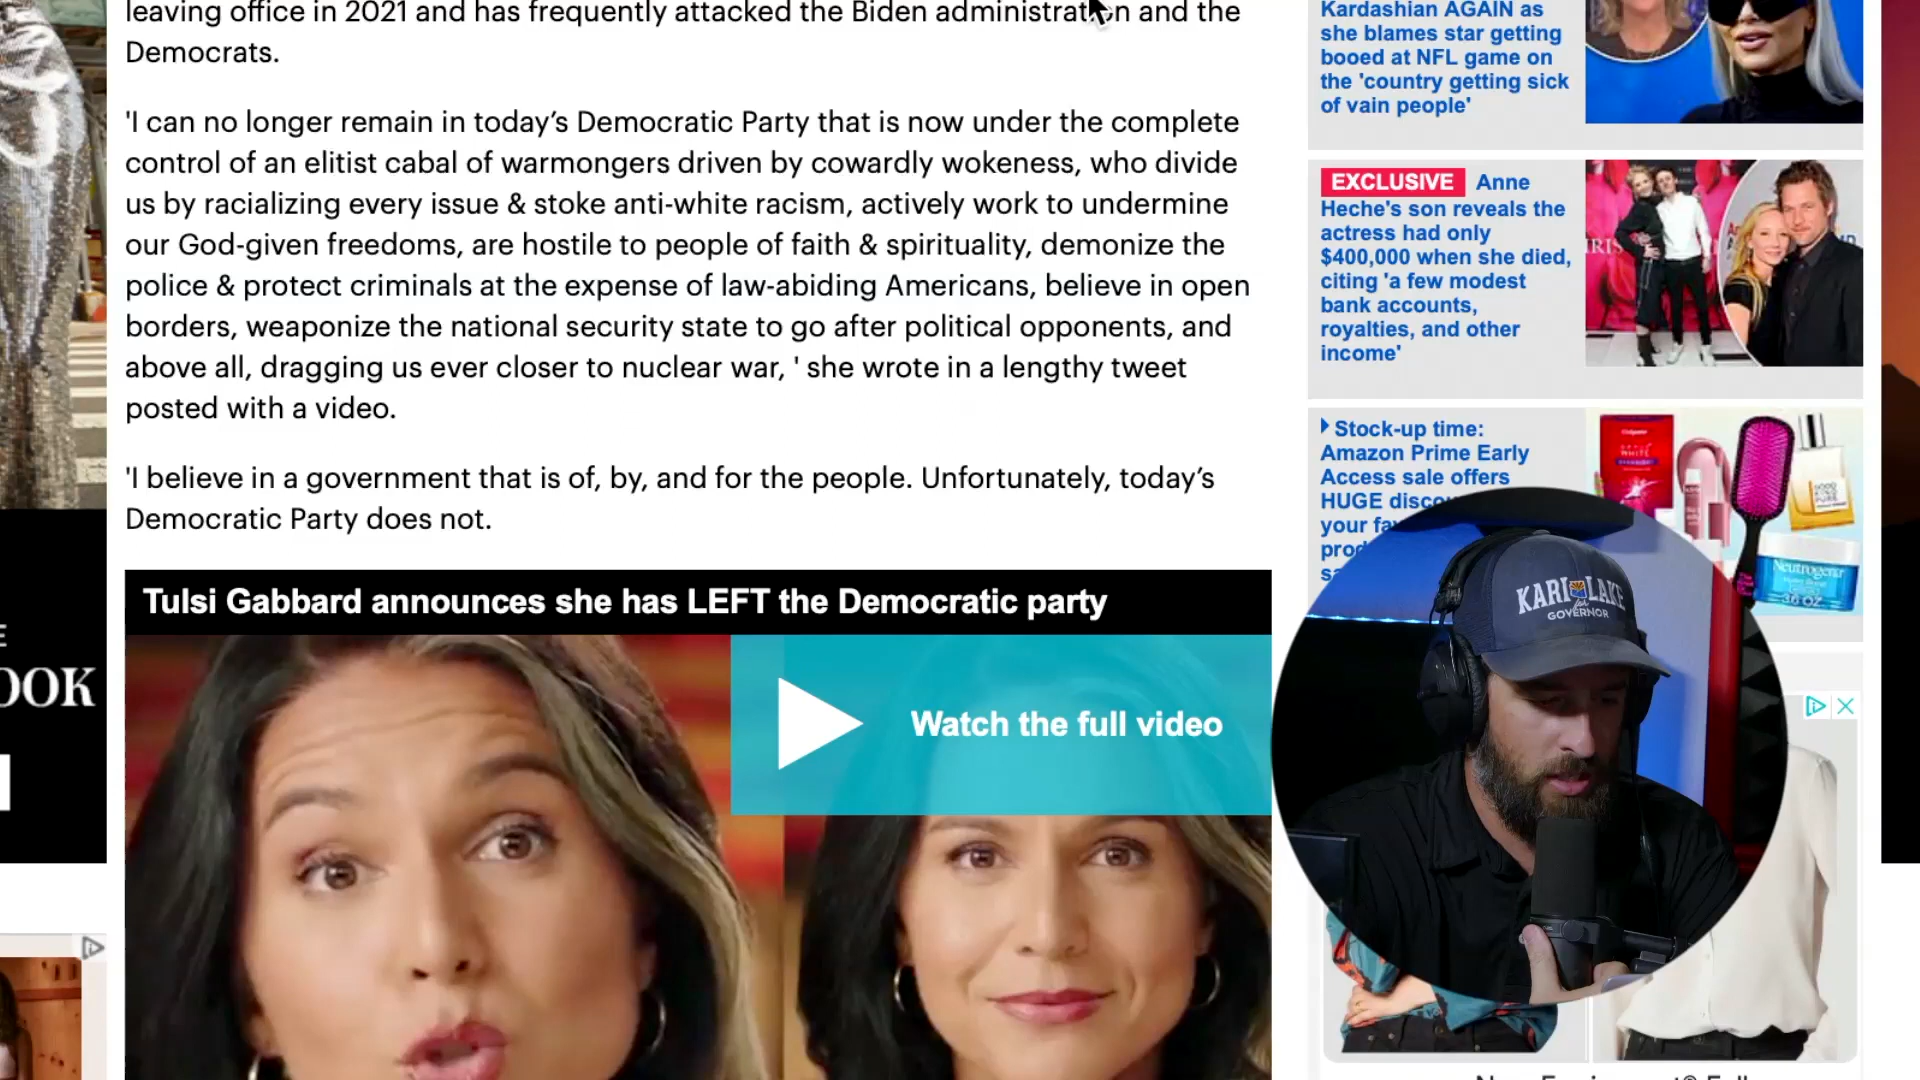 leaving office in 2021 and has frequently attacked the Biden administration and the
Democrats.
'I can no longer remain in today's Democratic Party that is now under the complete
control of an elitist cabal of warmongers driven by cowardly wokeness, who divide
us by racializing every issue & stoke anti-white racism, actively work to undermine
our God-given freedoms, are hostile to people of faith & spirituality, demonize the
police & protect criminals at the expense of law-abiding Americans, believe in open
borders, weaponize the national security state to go after political opponents, and
above all, dragging us ever closer to nuclear war, ' she wrote in a lengthy tweet
posted with a video.
'I believe in a government that is of, by, and for the people. Unfortunately, today's
Democratic Party does not.
Tulsi Gabbard announces she has LEFT the Democratic party
Watch the full video
Kardashian AGAIN as
she blames star getting
booed at NFL game on
the 'country getting sick
of vain people'
EXCLUSIVE Anne
Heche's son reveals the
actress had only
$400,000 when she died,
citing 'a few modest
bank accounts,
royalties, and other
income'
Stock-up time:
Amazon Prime Early
Access sale offers
HUGE
your
Neutrogena
KARI LAKE
for
GOVERNOR